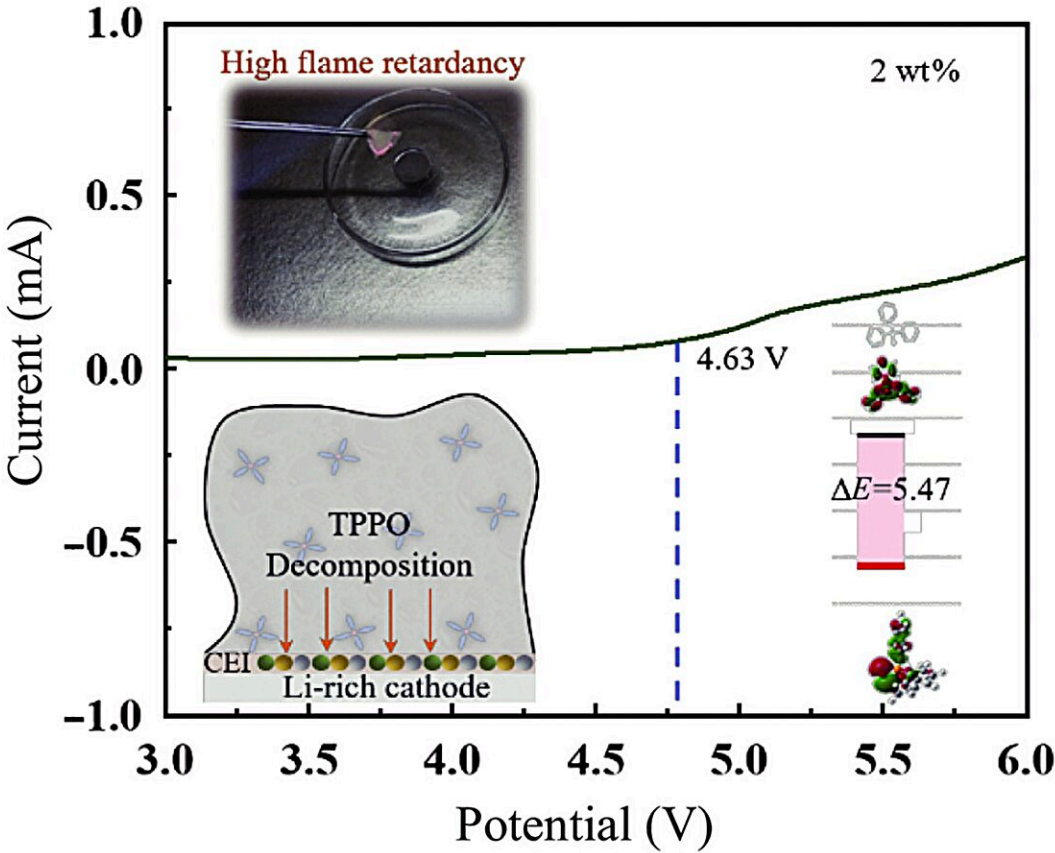 1.0
0.5
0.0
−0.5
−1.0
Current (mA)
High flame retardancy
2 wt%
4.63 V
ΔE=5.47
TPPO
Decomposition
CEI
Li-rich cathode
3.0 3.5 4.0 4.5 5.0 5.5 6.0
Potential (V)